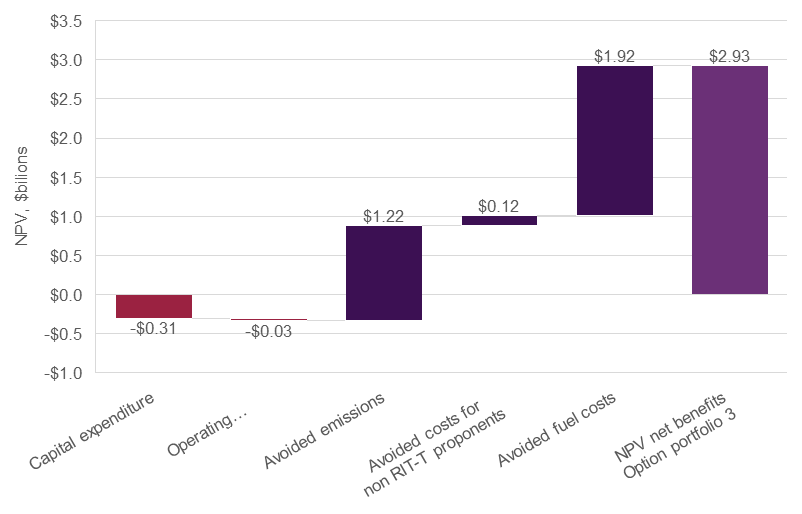 $3.5
$3.0
$2.5
$2.0
$1.5
$1.0
$0.5
$0.0
-$0.5
-$1.0
NPV, $bilions
-$0.31
-$0.03
$1.22
$0.12
$1.92
$2.93
Capital expenditure
Operating…
Avoided emissions
Avoided costs for
non RIT-T proponents
Avoided fuel costs
NPV net benefits
Option portfolio 3